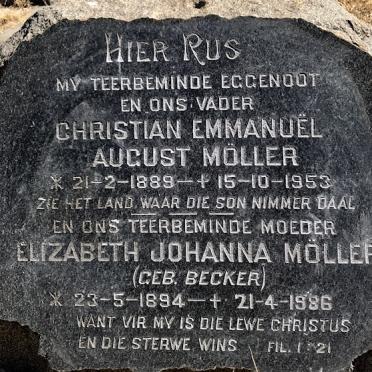 HIER RUS
MY TEERBEMINDE EGGENOOT
EN ONS VADER
CHRISTIAN EMMANUËL
AUGUST MÖLLER
* 21-2-1889 - † 15-10-1953
ZIE HET LAND WAAR DIE SON NIMMER DAAL
EN ONS TEERBEMINDE MOEDER
ELIZABETH JOHANNA MÖLLER
(GEB. BECKER)
* 23-5-1894 - † 21-4-1986
WANT VIR MY IS DIE LEWE CHRISTUS
EN DIE STERWE WINS FIL. 1:21